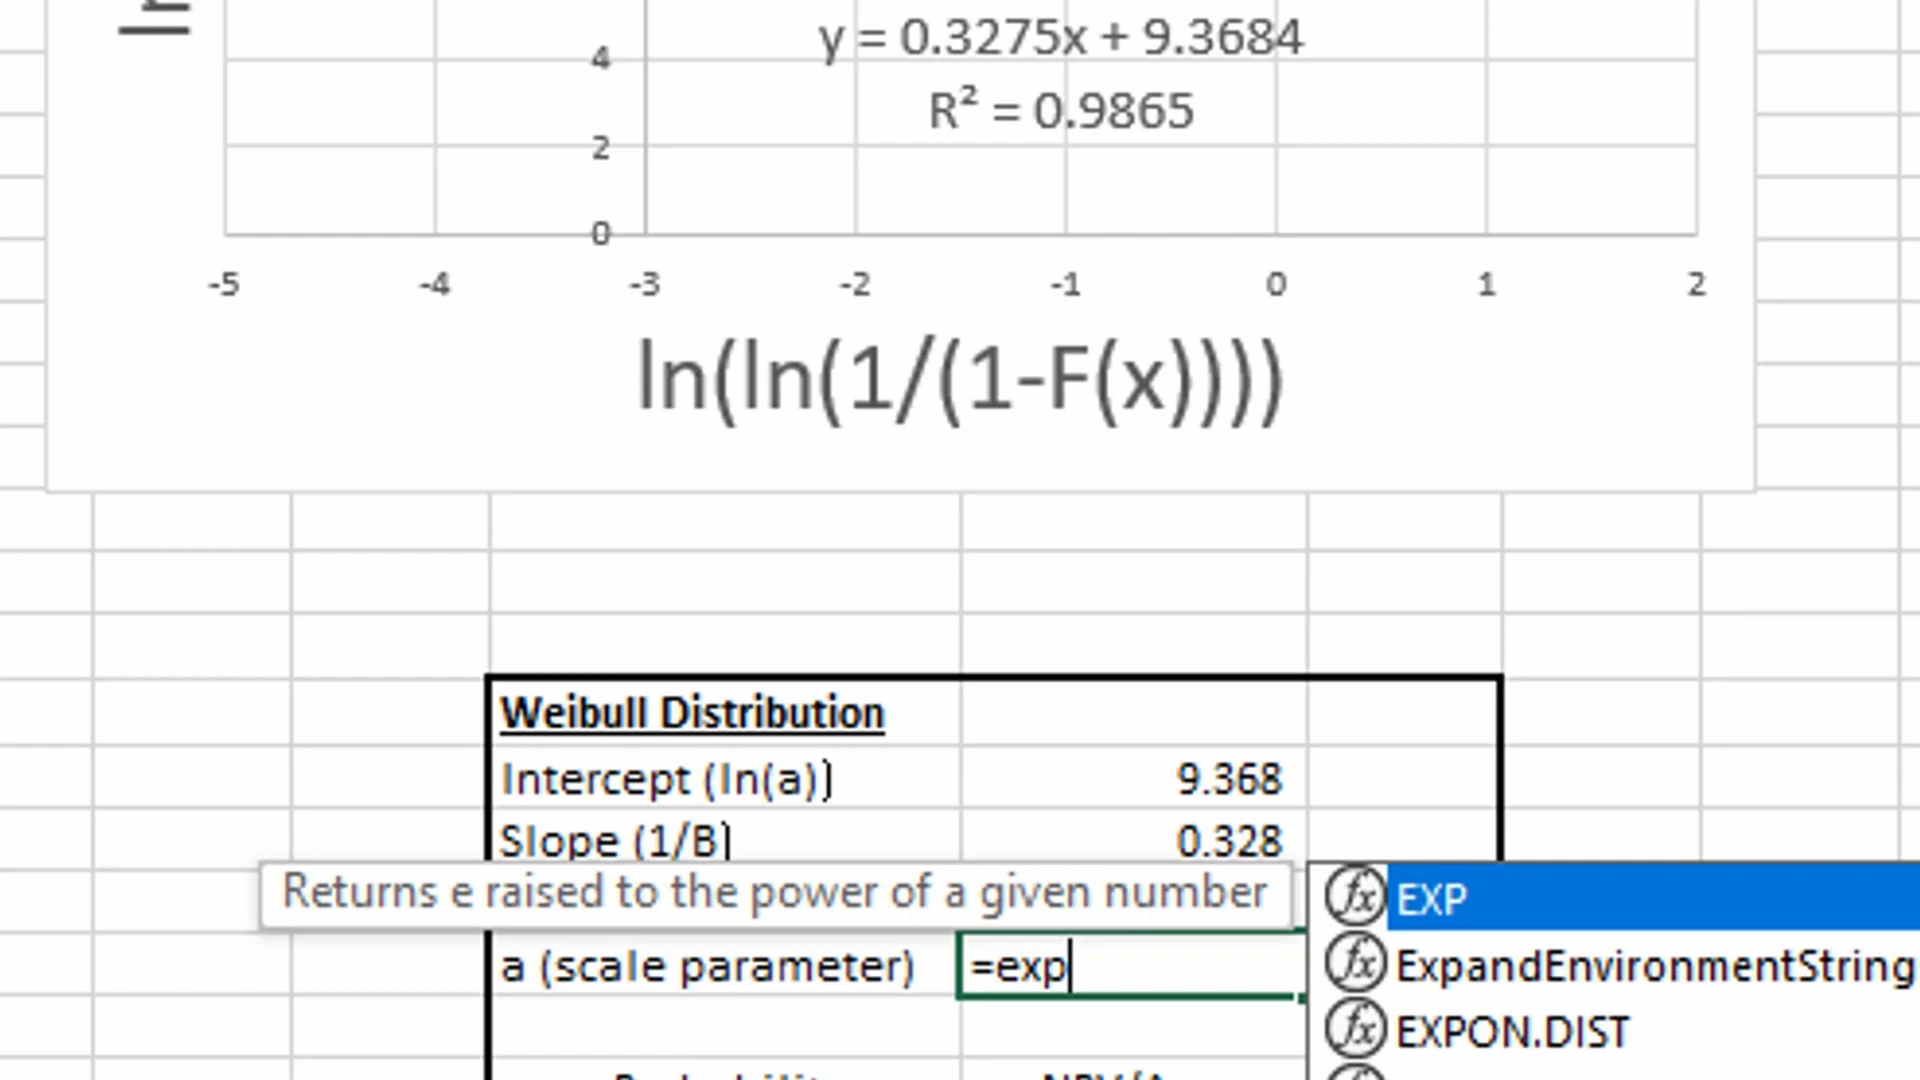 ln
4
y = 0.3275x + 9.3684
R² = 0.9865
2
0
-5 -4 -3 -2 -1 0 1 2
ln(ln(1/(1-F(x))))
Weibull Distribution
Intercept (ln(a)) 9.368
Slope (1/B) 0.328
Returns e raised to the power of a given number
EXP
a (scale parameter) =exp
ExpandEnvironmentString
EXPON.DIST